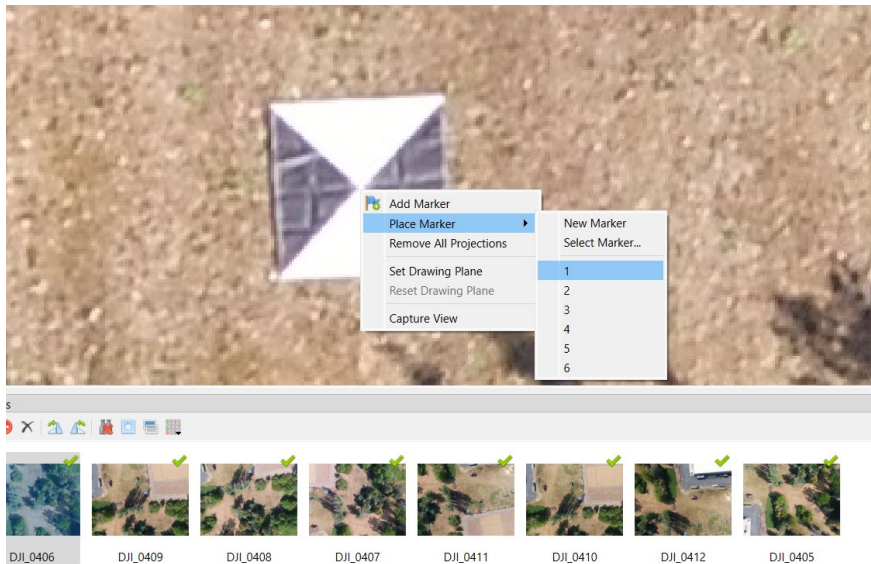 Add Marker
Place Marker
Remove All Projections
Set Drawing Plane
Reset Drawing Plane
Capture View
New Marker
Select Marker...
1
2
3
4
5
6
s
DJI_0406 DJI_0409 DJI_0408 DJI_0407 DJI_0411 DJI_0410 DJI_0412 DJI_0405